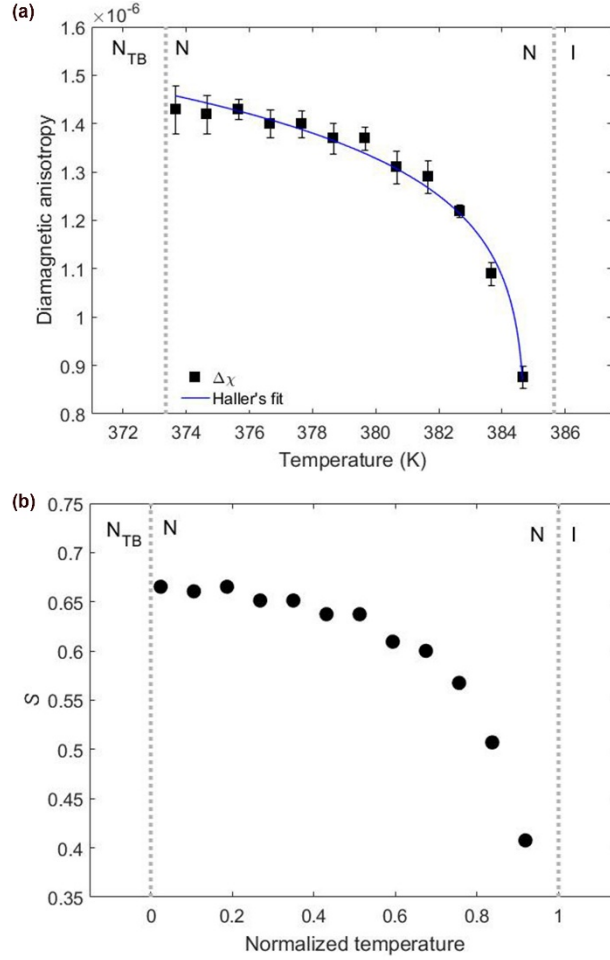 (a)
×10⁻⁶
1.6
1.5
1.4
1.3
1.2
1.1
1
0.9
0.8
Diamagnetic anisotropy
N_TB N N I
Δχ
Haller's fit
372 374 376 378 380 382 384 386
Temperature (K)
(b)
0.75
0.7
0.65
0.6
0.55
0.5
0.45
0.4
0.35
S
N_TB N N I
0 0.2 0.4 0.6 0.8 1
Normalized temperature